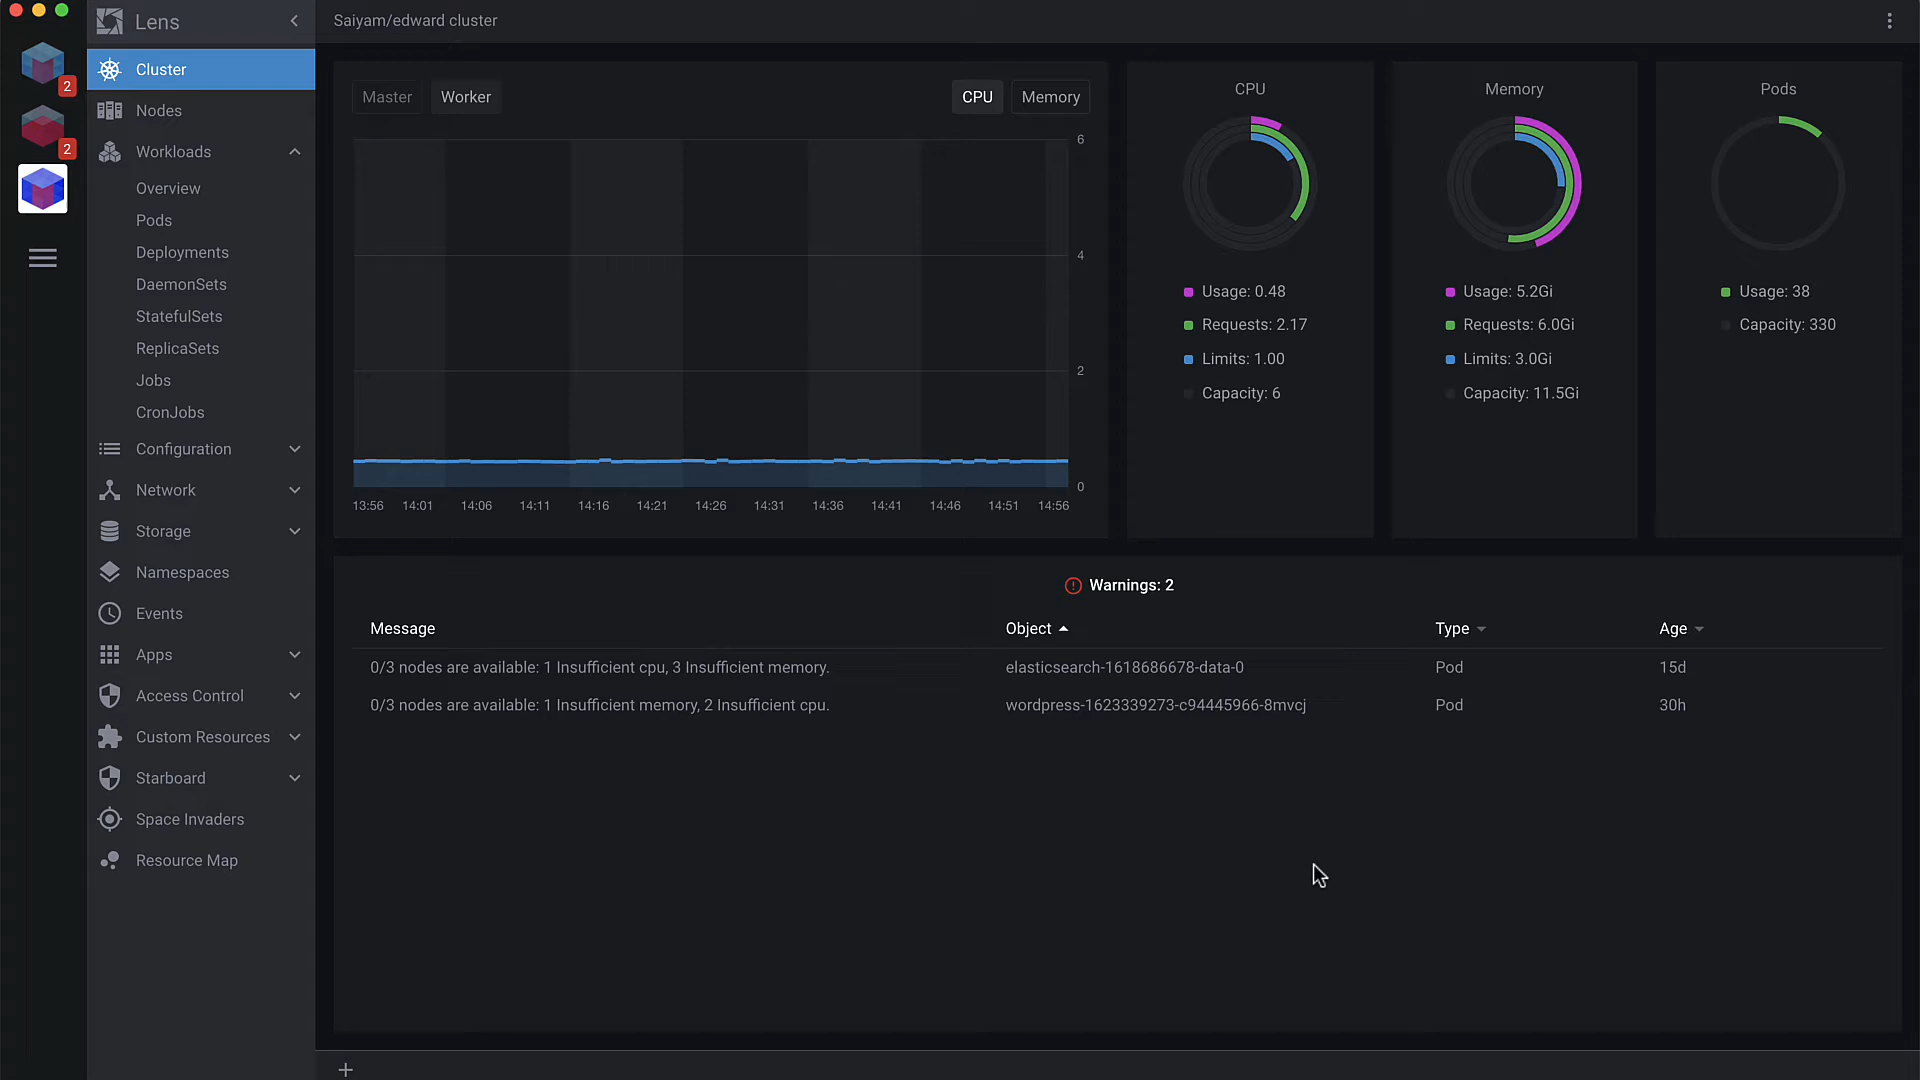 Lens
Saiyam/edward cluster
2
2
Cluster
Nodes
Workloads
Overview
Pods
Deployments
DaemonSets
StatefulSets
ReplicaSets
Jobs
CronJobs
Configuration
Network
Storage
Namespaces
Events
Apps
Access Control
Custom Resources
Starboard
Space Invaders
Resource Map
Master Worker CPU Memory
6
4
2
0
13:56 14:01 14:06 14:11 14:16 14:21 14:26 14:31 14:36 14:41 14:46 14:51 14:56
CPU
Usage: 0.48
Requests: 2.17
Limits: 1.00
Capacity: 6
Memory
Usage: 5.2Gi
Requests: 6.0Gi
Limits: 3.0Gi
Capacity: 11.5Gi
Pods
Usage: 38
Capacity: 330
Warnings: 2
Message Object Type Age
0/3 nodes are available: 1 Insufficient cpu, 3 Insufficient memory. elasticsearch-1618686678-data-0 Pod 15d
0/3 nodes are available: 1 Insufficient memory, 2 Insufficient cpu. wordpress-1623339273-c94445966-8mvcj Pod 30h